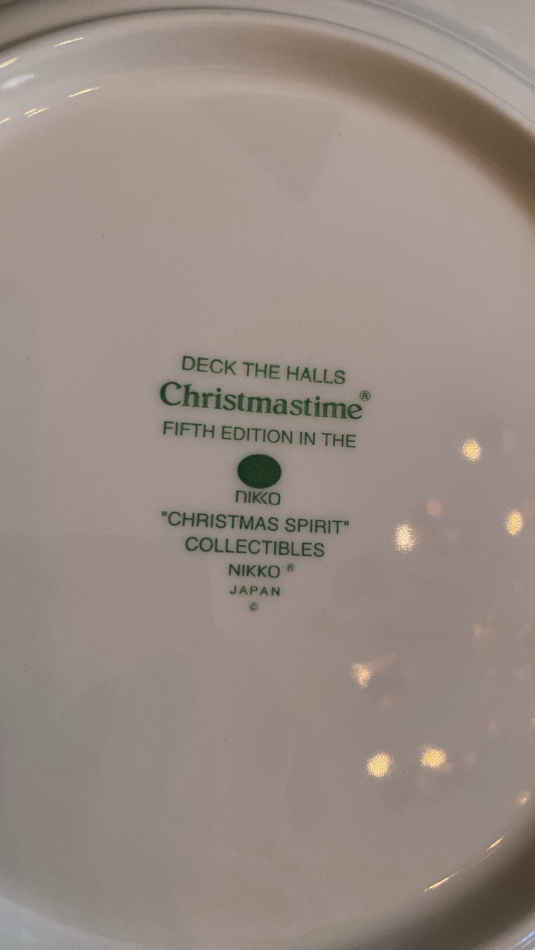 DECK THE HALLS
Christmastime®
FIFTH EDITION IN THE
NIKKO
"CHRISTMAS SPIRIT"
COLLECTIBLES
NIKKO ®
JAPAN
©